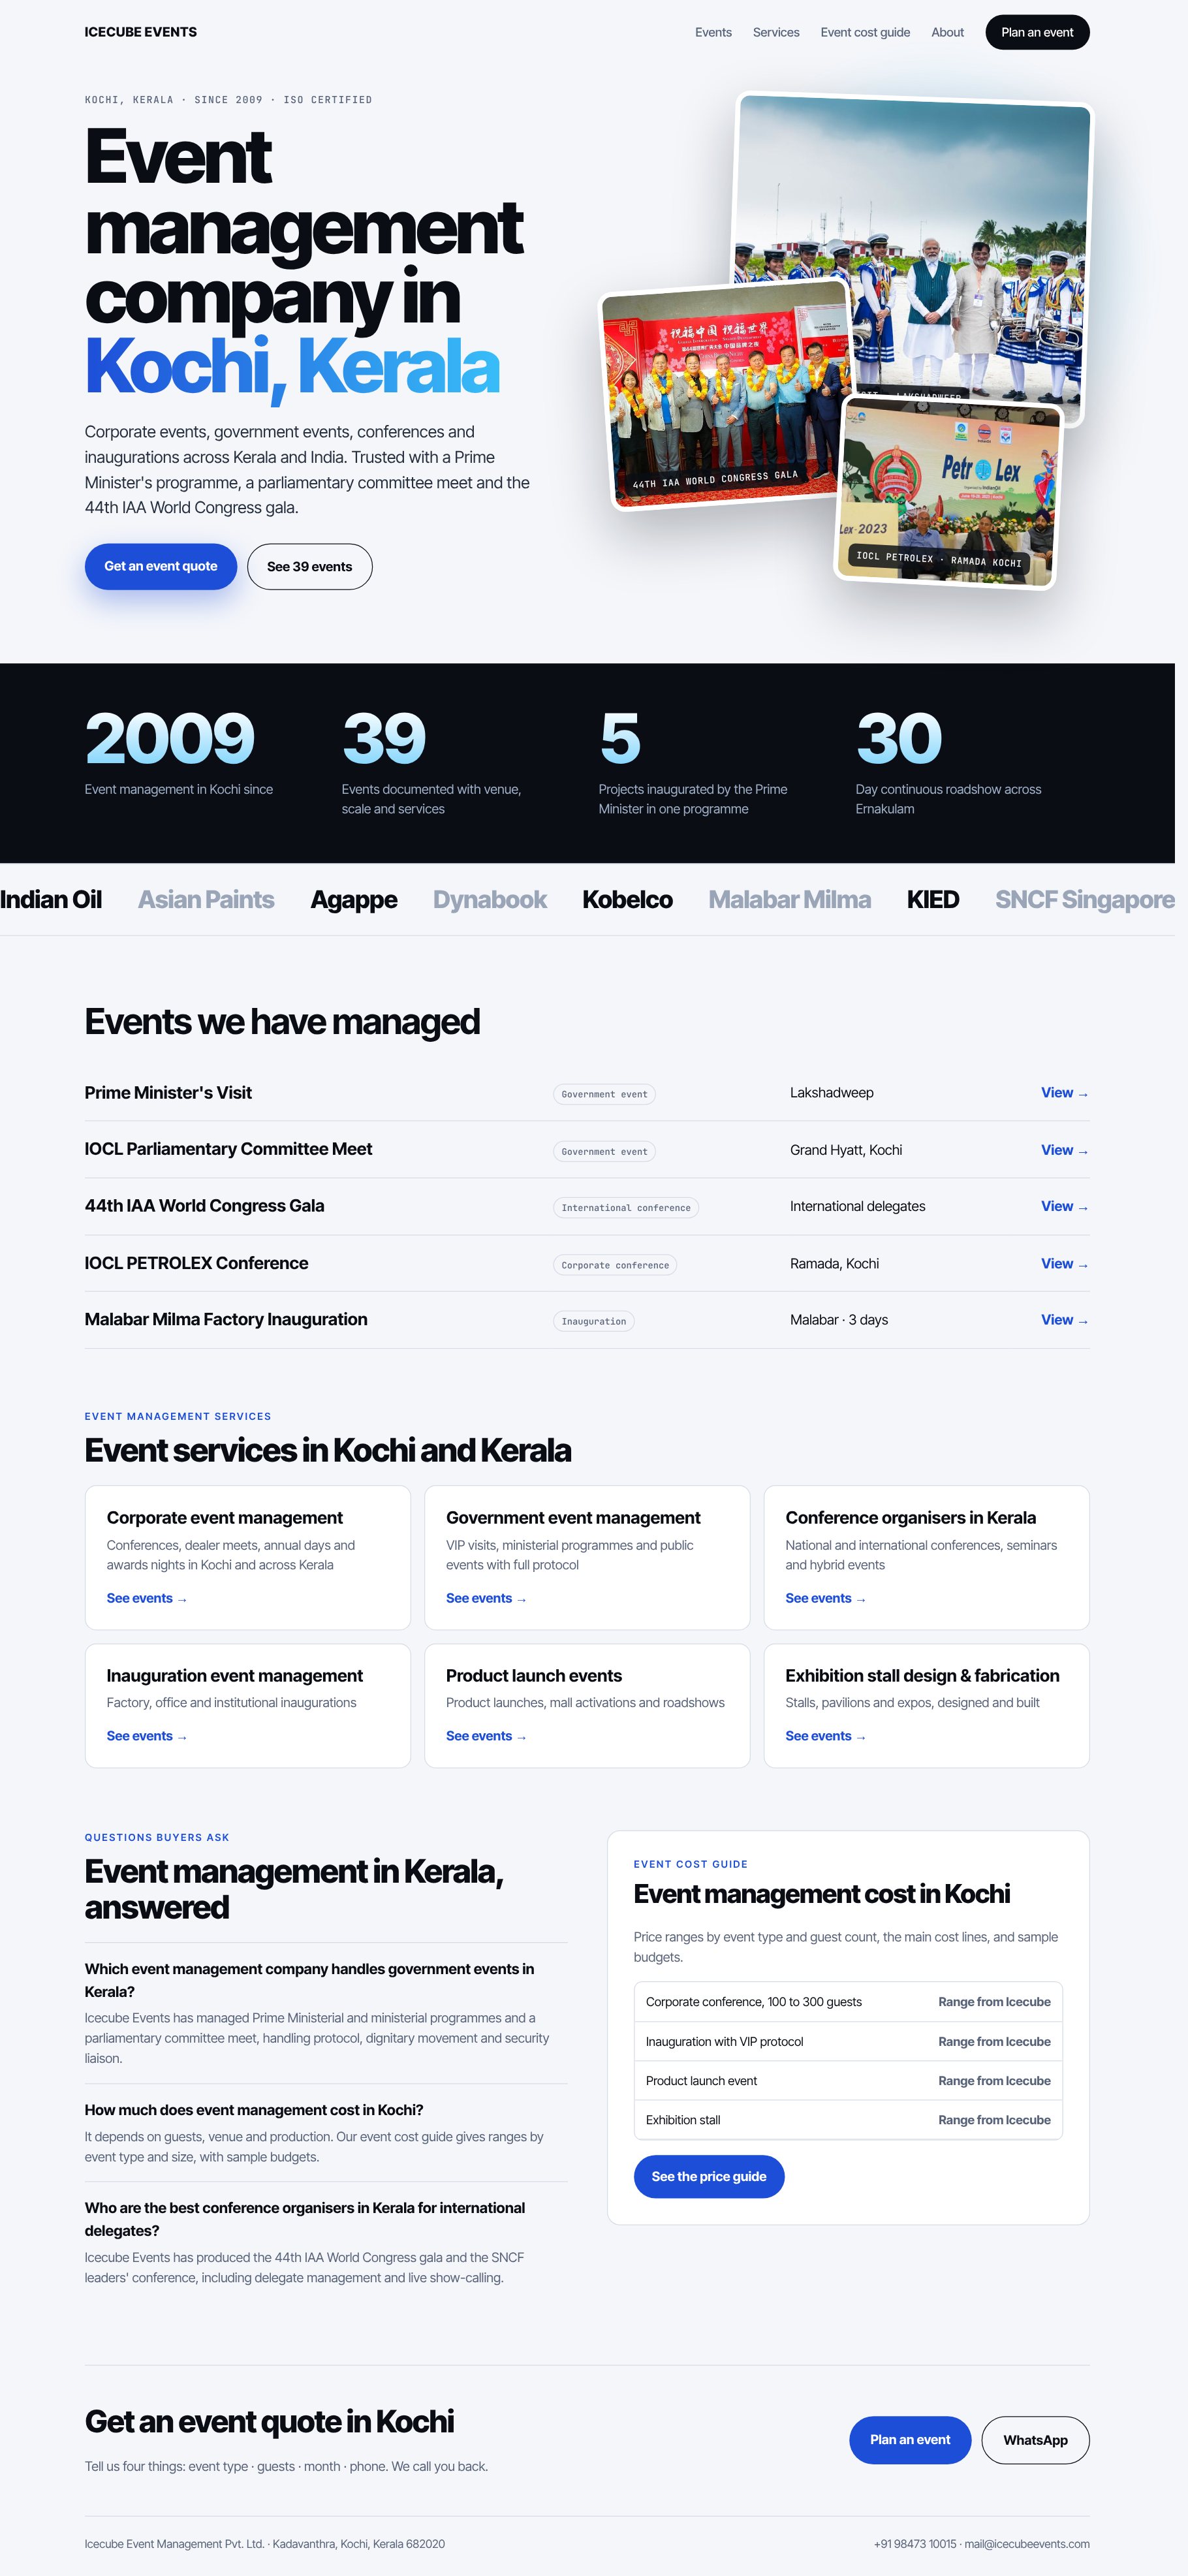 ICECUBE EVENTS
Events
Services
Event cost guide
About
Plan an event
KOCHI, KERALA · SINCE 2009 · ISO CERTIFIED
Event
management
company in
Kochi, Kerala
Corporate events, government events, conferences and
inaugurations across Kerala and India. Trusted with a Prime
Minister's programme, a parliamentary committee meet and the
44th IAA World Congress gala.
Get an event quote
See 39 events
祝福中国 祝福世界
44TH IAA WORLD CONGRESS GALA
LAKSHADWEEP
Petr Lex
Lex-2023
IOCL PETROLEX · RAMADA KOCHI
2009
Event management in Kochi since
39
Events documented with venue,
scale and services
5
Projects inaugurated by the Prime
Minister in one programme
30
Day continuous roadshow across
Ernakulam
Indian Oil
Asian Paints
Agappe
Dynabook
Kobelco
Malabar Milma
KIED
SNCF Singapore
Events we have managed
Prime Minister's Visit
Government event
Lakshadweep
View →
IOCL Parliamentary Committee Meet
Government event
Grand Hyatt, Kochi
View →
44th IAA World Congress Gala
International conference
International delegates
View →
IOCL PETROLEX Conference
Corporate conference
Ramada, Kochi
View →
Malabar Milma Factory Inauguration
Inauguration
Malabar · 3 days
View →
EVENT MANAGEMENT SERVICES
Event services in Kochi and Kerala
Corporate event management
Conferences, dealer meets, annual days and
awards nights in Kochi and across Kerala
See events →
Government event management
VIP visits, ministerial programmes and public
events with full protocol
See events →
Conference organisers in Kerala
National and international conferences, seminars
and hybrid events
See events →
Inauguration event management
Factory, office and institutional inaugurations
See events →
Product launch events
Product launches, mall activations and roadshows
See events →
Exhibition stall design & fabrication
Stalls, pavilions and expos, designed and built
See events →
QUESTIONS BUYERS ASK
Event management in Kerala,
answered
Which event management company handles government events in
Kerala?
Icecube Events has managed Prime Ministerial and ministerial programmes and a
parliamentary committee meet, handling protocol, dignitary movement and security
liaison.
How much does event management cost in Kochi?
It depends on guests, venue and production. Our event cost guide gives ranges by
event type and size, with sample budgets.
Who are the best conference organisers in Kerala for international
delegates?
Icecube Events has produced the 44th IAA World Congress gala and the SNCF
leaders' conference, including delegate management and live show-calling.
EVENT COST GUIDE
Event management cost in Kochi
Price ranges by event type and guest count, the main cost lines, and sample
budgets.
Corporate conference, 100 to 300 guests
Range from Icecube
Inauguration with VIP protocol
Range from Icecube
Product launch event
Range from Icecube
Exhibition stall
Range from Icecube
See the price guide
Get an event quote in Kochi
Tell us four things: event type · guests · month · phone. We call you back.
Plan an event
WhatsApp
Icecube Event Management Pvt. Ltd. · Kadavanthra, Kochi, Kerala 682020
+91 98473 10015 · mail@icecubeevents.com